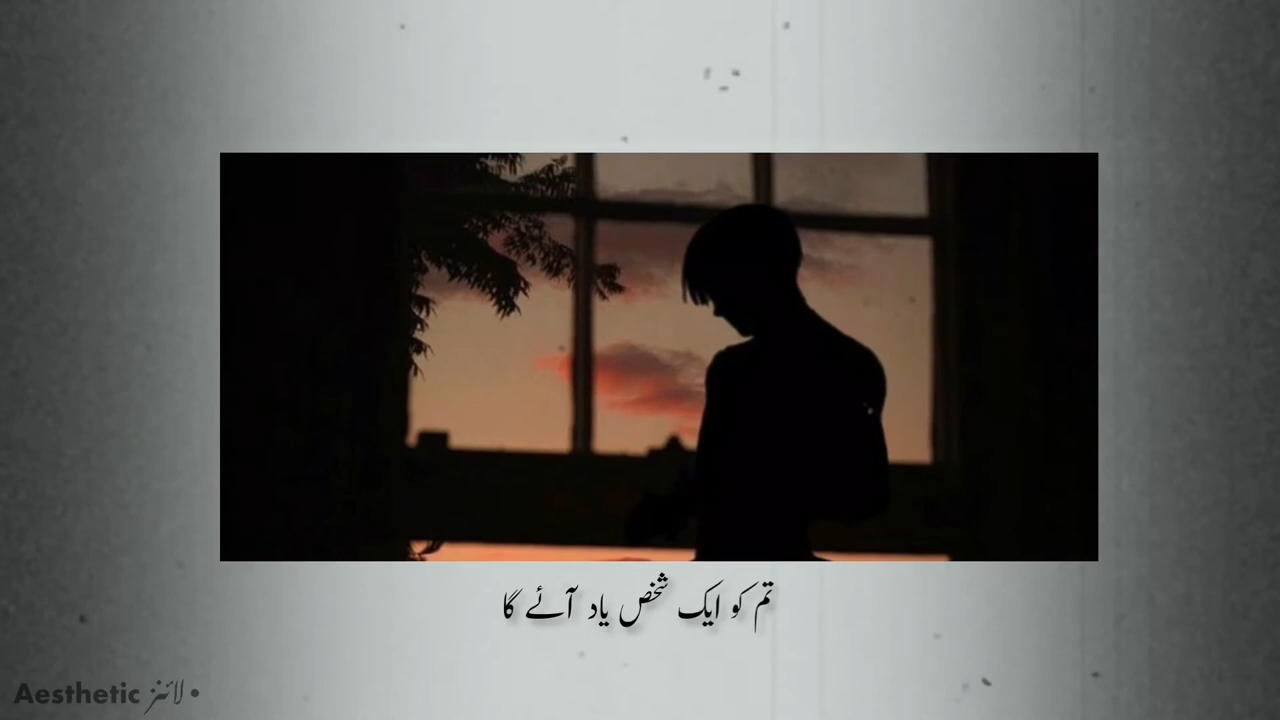 تم کو ایک شخص یاد آئے گا
Aesthetic لائنز •